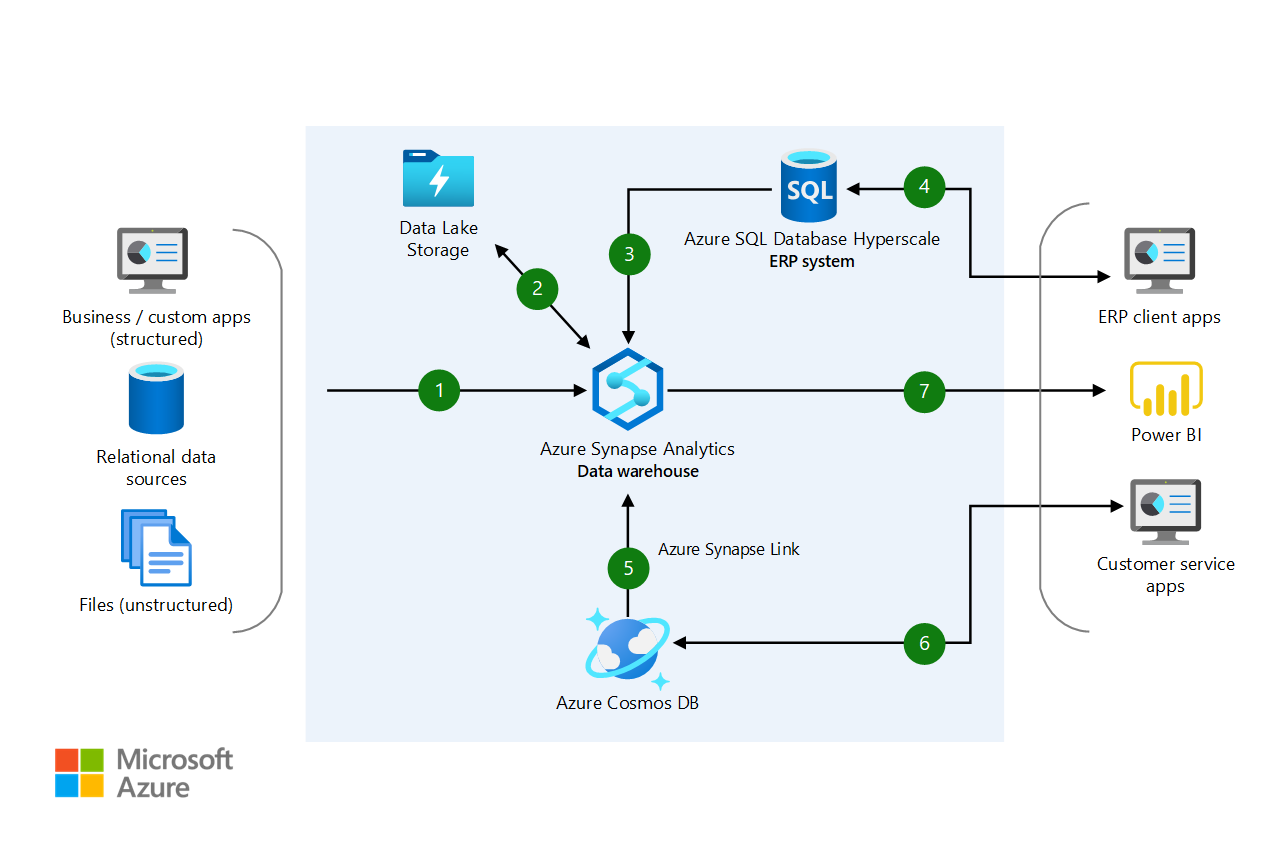 Business / custom apps
(structured)
Relational data
sources
Files (unstructured)
1
Data Lake
Storage
2
3
SQL
Azure SQL Database Hyperscale
ERP system
4
Azure Synapse Analytics
Data warehouse
5
Azure Synapse Link
Azure Cosmos DB
6
7
ERP client apps
Power BI
Customer service
apps
Microsoft
Azure